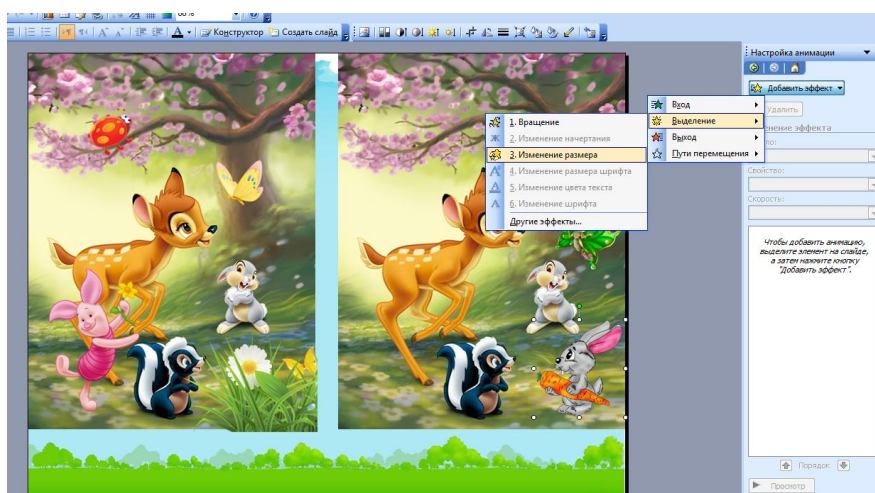 Конструктор Создать слайд
Настройка анимации
Добавить эффект
Удалить
Вход
Выделение
Выход
Пути перемещения
1. Вращение
2. Изменение начертания
3. Изменение размера
4. Изменение размера шрифта
5. Изменение цвета текста
6. Изменение шрифта
Другие эффекты...
эффекта
Свойство:
Скорость:
Чтобы добавить анимацию,
выделите элемент на слайде,
а затем нажмите кнопку
"Добавить эффект".
Порядок
Просмотр